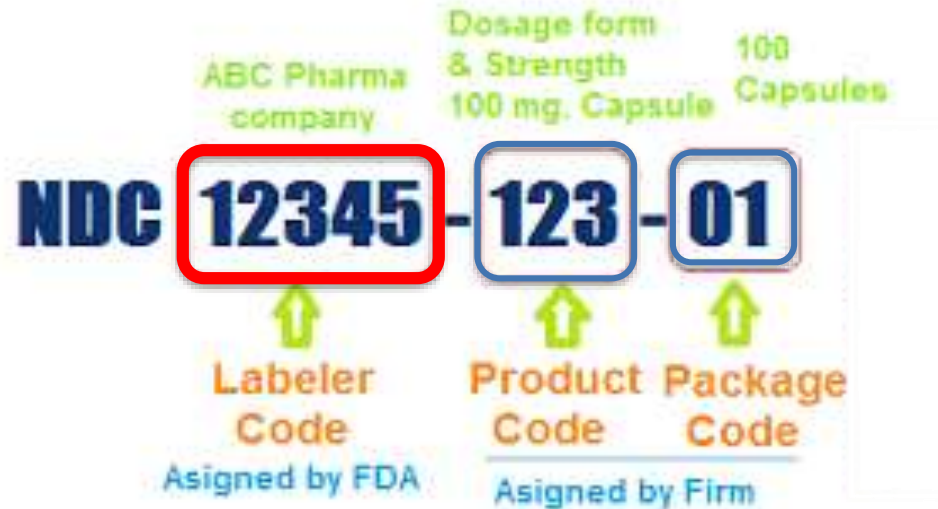 ABC Pharma
company
Dosage form
& Strength
100 mg. Capsule
100
Capsules
NDC 12345-123-01
Labeler
Code
Product
Code
Package
Code
Asigned by FDA
Asigned by Firm